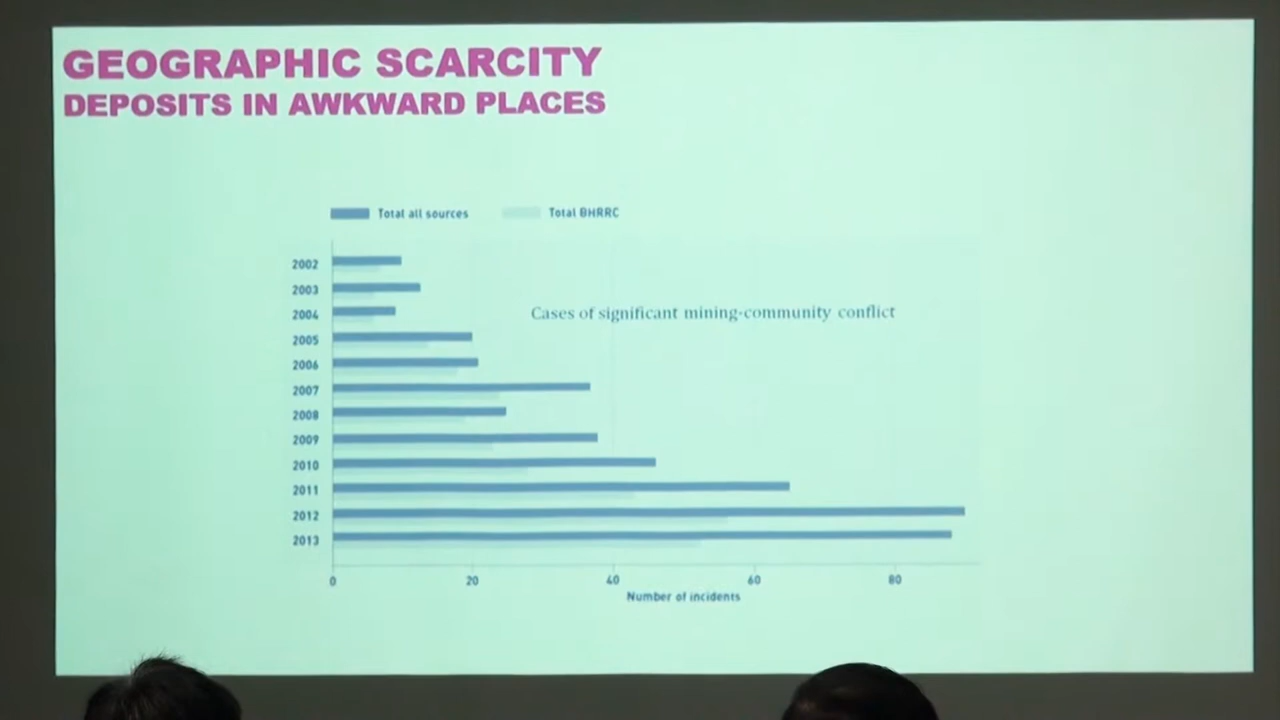 GEOGRAPHIC SCARCITY
DEPOSITS IN AWKWARD PLACES
Total all sources
Total BHRRC
2002
2003
2004
Cases of significant mining-community conflict
2005
2006
2007
2008
2009
2010
2011
2012
2013
0 20 40 60 80
Number of incidents